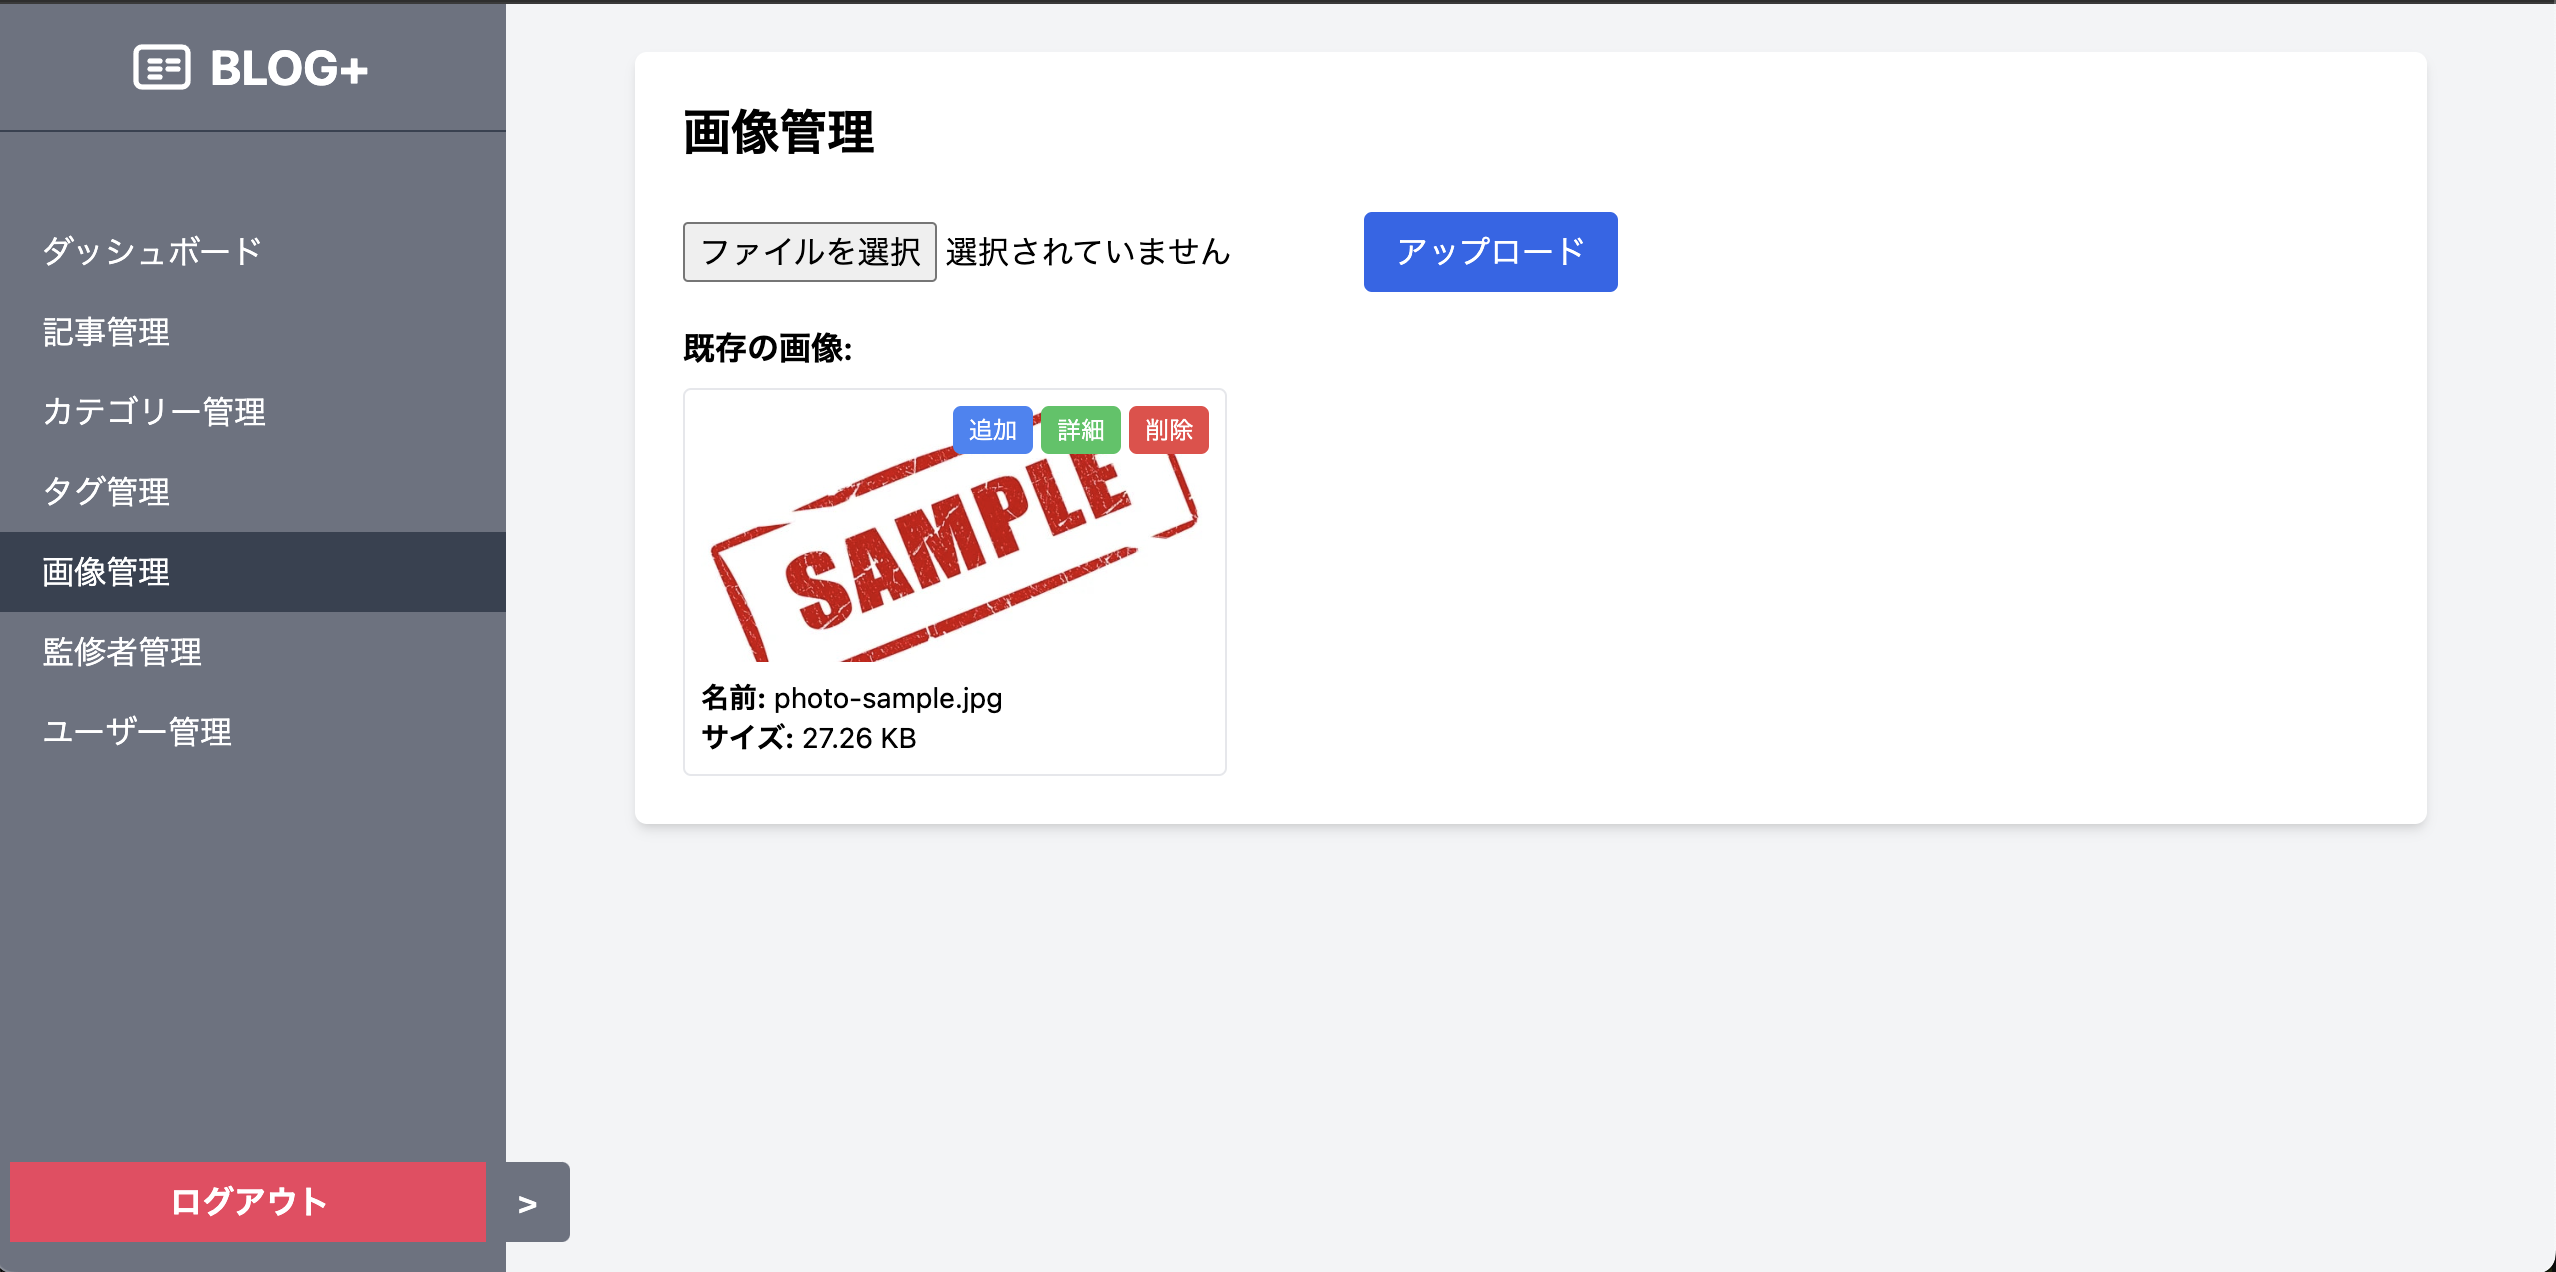 BLOG+
ダッシュボード
記事管理
カテゴリー管理
タグ管理
画像管理
監修者管理
ユーザー管理
ログアウト
>
画像管理
ファイルを選択 選択されていません
アップロード
既存の画像:
追加 詳細 削除
SAMPLE
名前: photo-sample.jpg
サイズ: 27.26 KB